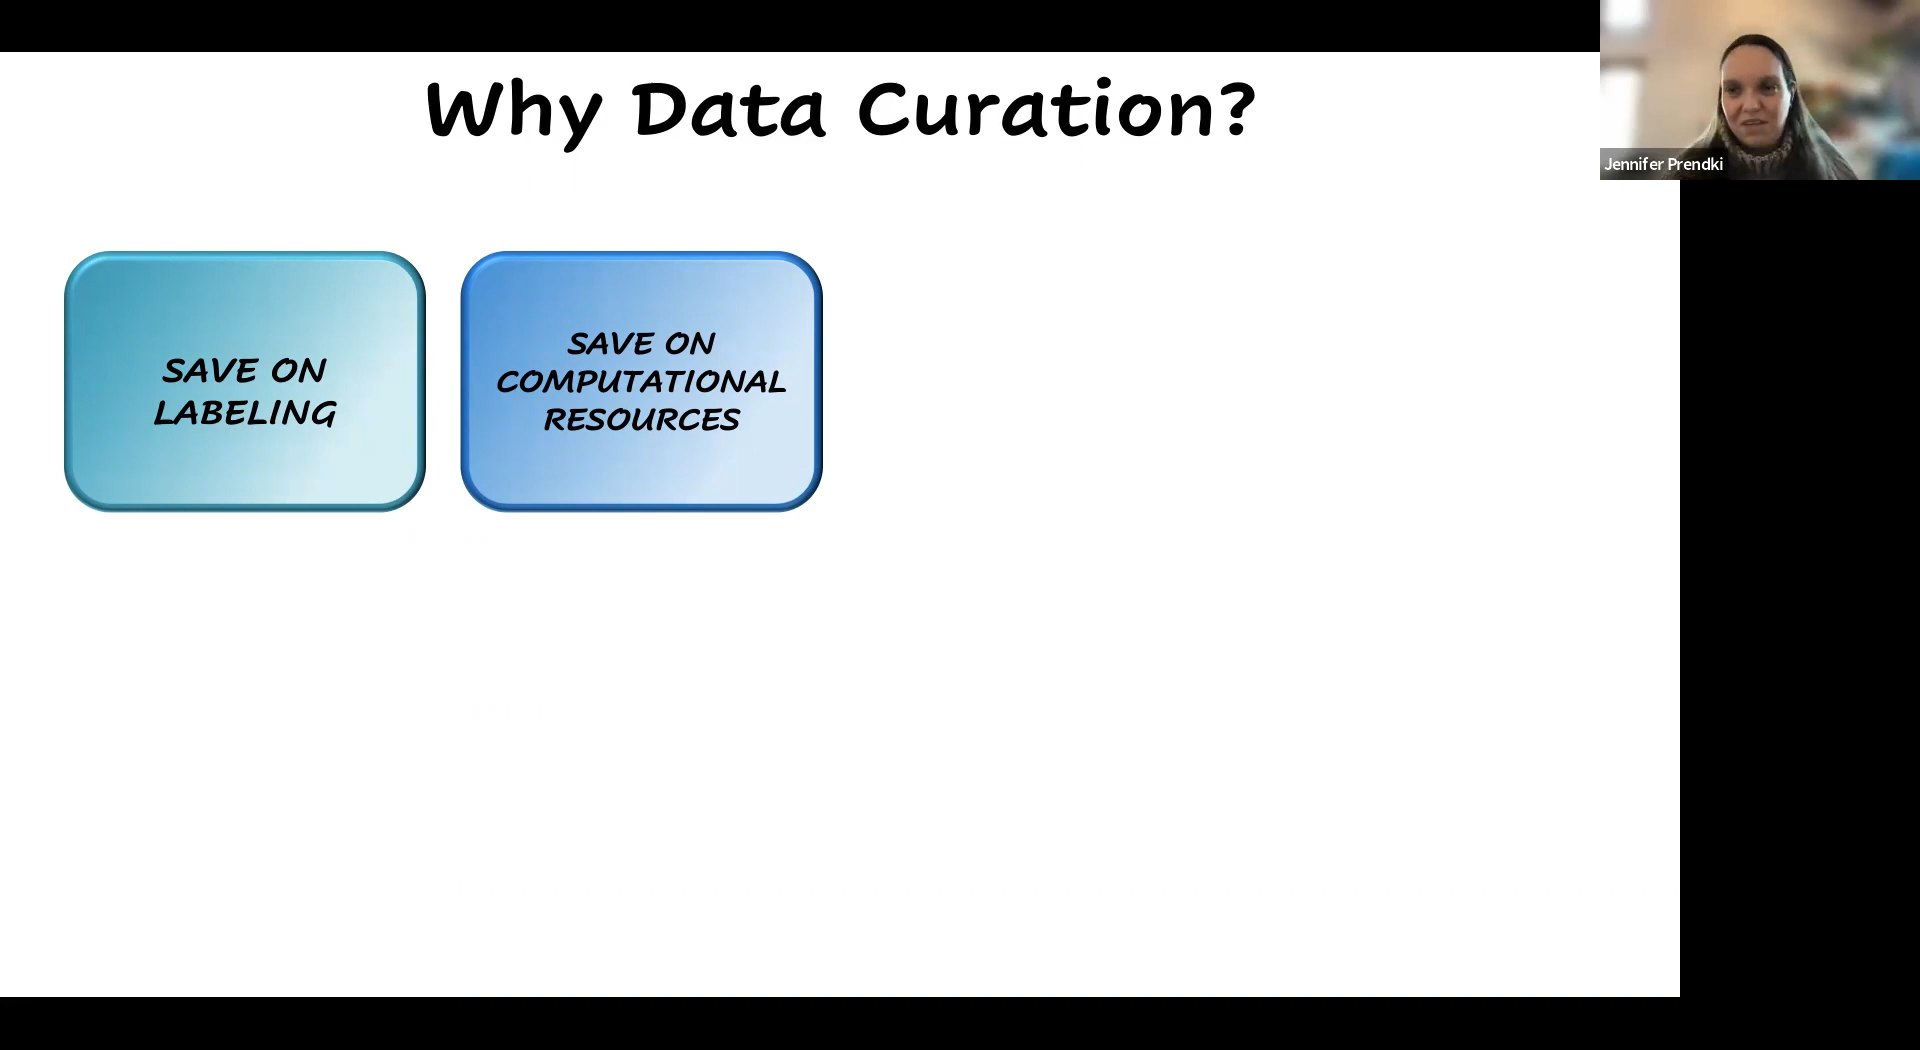 Why Data Curation?
Jennifer Prendki
SAVE ON
LABELING
SAVE ON
COMPUTATIONAL
RESOURCES